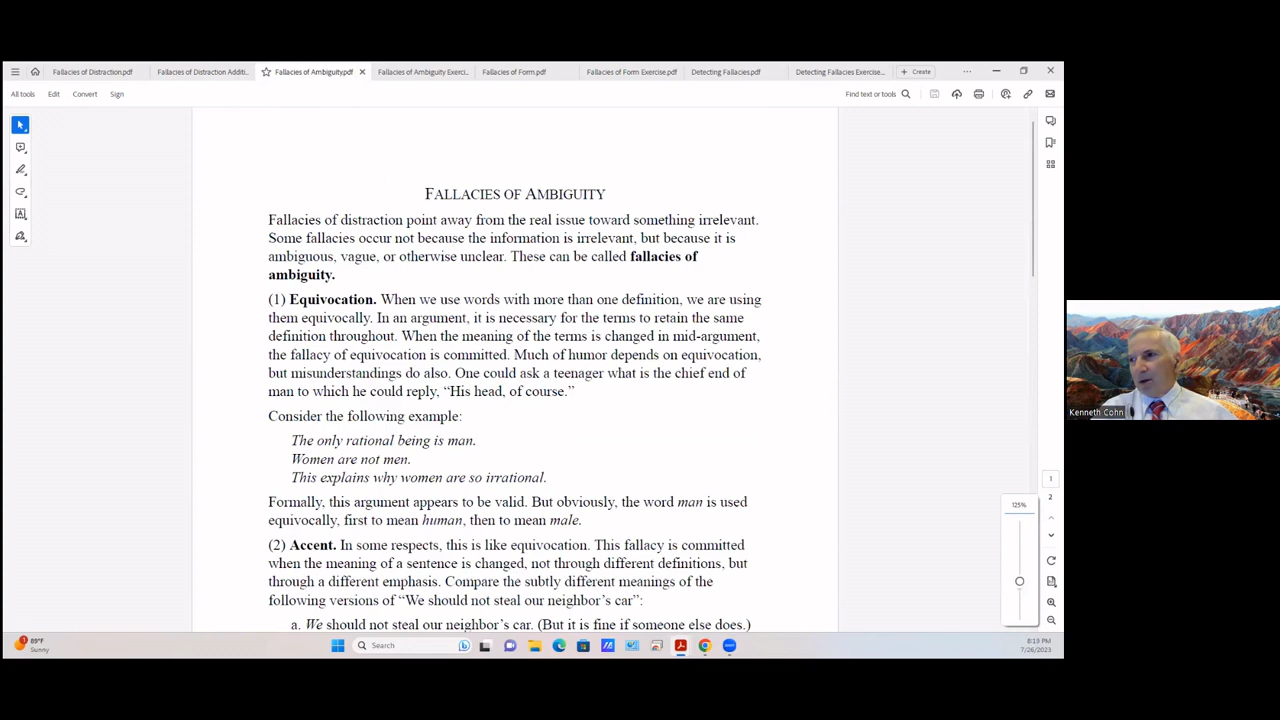 Fallacies of Distraction.pdf
Fallacies of Distraction Additi...
Fallacies of Ambiguity.pdf
Fallacies of Ambiguity Exerci...
Fallacies of Form.pdf
Fallacies of Form Exercise.pdf
Detecting Fallacies.pdf
Detecting Fallacies Exercise...
+ Create
All tools
Edit
Convert
Sign
Find text or tools
FALLACIES OF AMBIGUITY
Fallacies of distraction point away from the real issue toward something irrelevant.
Some fallacies occur not because the information is irrelevant, but because it is
ambiguous, vague, or otherwise unclear. These can be called fallacies of
ambiguity.
(1) Equivocation. When we use words with more than one definition, we are using
them equivocally. In an argument, it is necessary for the terms to retain the same
definition throughout. When the meaning of the terms is changed in mid-argument,
the fallacy of equivocation is committed. Much of humor depends on equivocation,
but misunderstandings do also. One could ask a teenager what is the chief end of
man to which he could reply, “His head, of course.”
Consider the following example:
The only rational being is man.
Women are not men.
This explains why women are so irrational.
Formally, this argument appears to be valid. But obviously, the word man is used
equivocally, first to mean human, then to mean male.
(2) Accent. In some respects, this is like equivocation. This fallacy is committed
when the meaning of a sentence is changed, not through different definitions, but
through a different emphasis. Compare the subtly different meanings of the
following versions of “We should not steal our neighbor’s car”:
a. We should not steal our neighbor’s car. (But it is fine if someone else does.)
Kenneth Cohn
1
2
125%
1
89°F
Sunny
Search
8:19 PM
7/26/2023